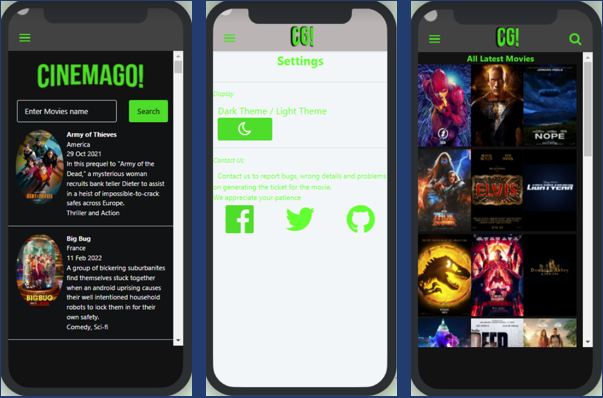 CINEMAGO!
Enter Movies name
Search
Army of Thieves
America
29 Oct 2021
In this prequel to "Army of the
Dead," a mysterious woman
recruits bank teller Dieter to assist
in a heist of impossible-to-crack
safes across Europe.
Thriller and Action
Big Bug
France
11 Feb 2022
A group of bickering suburbanites
find themselves stuck together
when an android uprising causes
their well intentioned household
robots to lock them in for their
own safety.
Comedy, Sci-fi
BIGBUG
CG!
Settings
Display
Dark Theme / Light Theme
Contact Us
Contact us to report bugs, wrong details and problems
on generating the ticket for the movie.
We appreciate your patience
CG!
All Latest Movies
NOPE
ELVIS
LIGHTYEAR
Downton Abbey